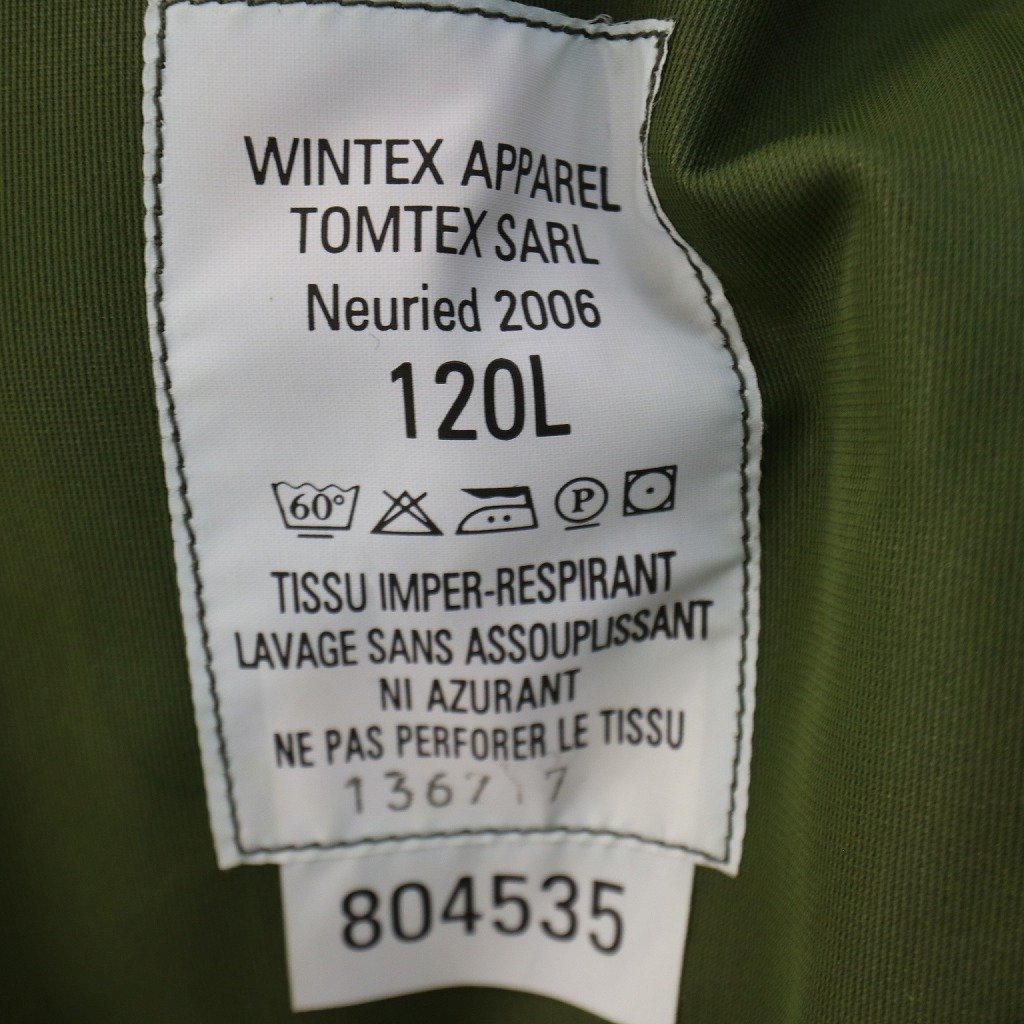 WINTEX APPAREL
TOMTEX SARL
Neuried 2006
120L
60° P
TISSU IMPER-RESPIRANT
LAVAGE SANS ASSOUPLISSANT
NI AZURANT
NE PAS PERFORER LE TISSU
804535